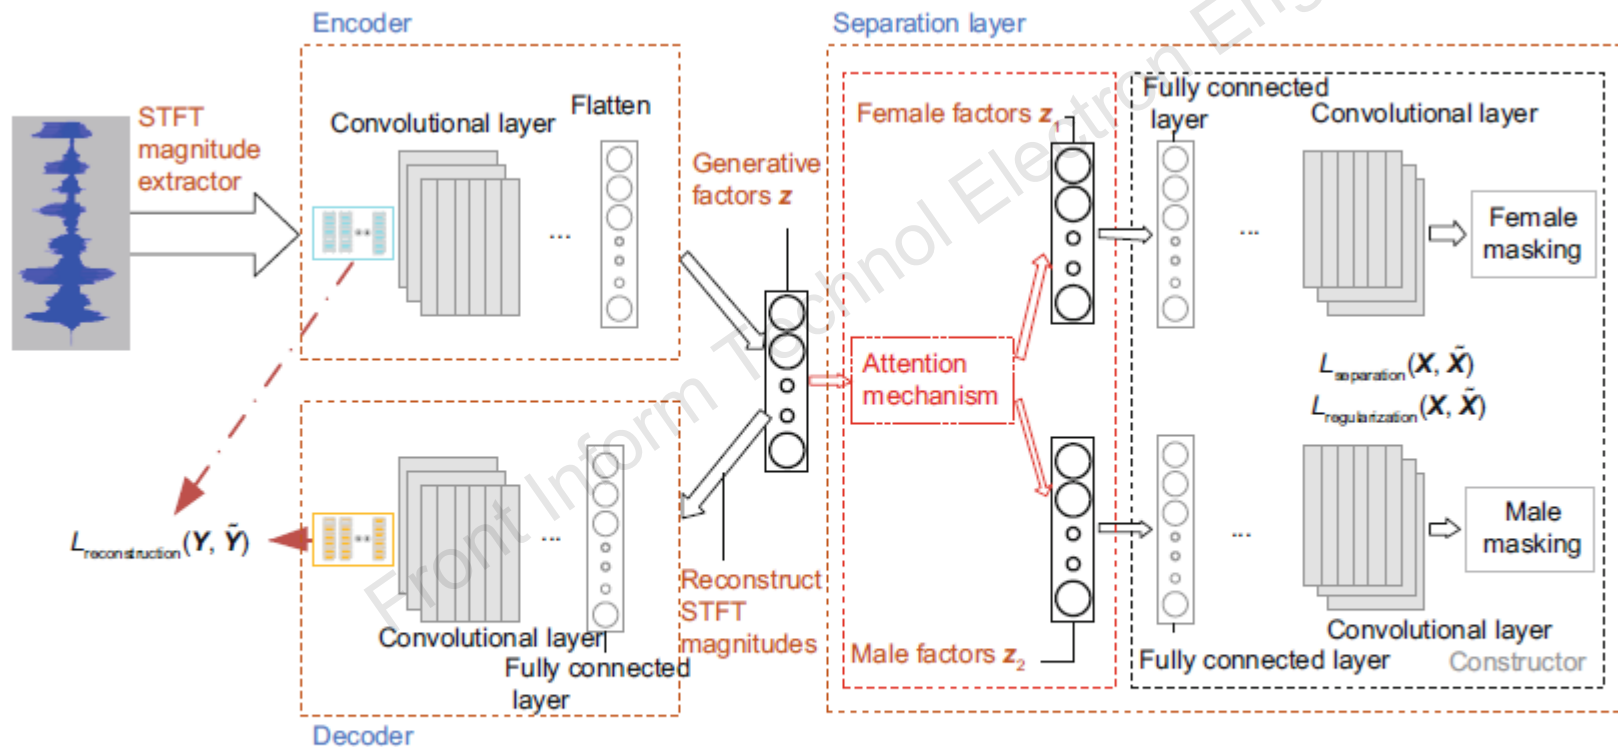 Encoder
Separation layer
STFT
magnitude
extractor
Convolutional layer
Flatten
...
Generative
factors z
Female factors z1
Fully connected
layer
Convolutional layer
...
Female
masking
Attention
mechanism
Lseparation(X, X̃)
Lregularization(X, X̃)
Lreconstruction(Y, Ỹ)
...
Convolutional layer
Fully connected
layer
Reconstruct
STFT
magnitudes
Male factors z2
...
Male
masking
Fully connected layer
Convolutional layer
Constructor
Decoder
Front Inform Technol Electron Eng